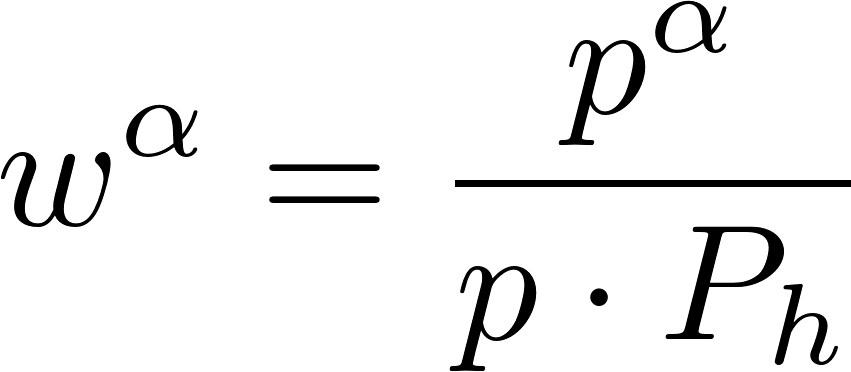 w^α = p^α / (p · P_h)